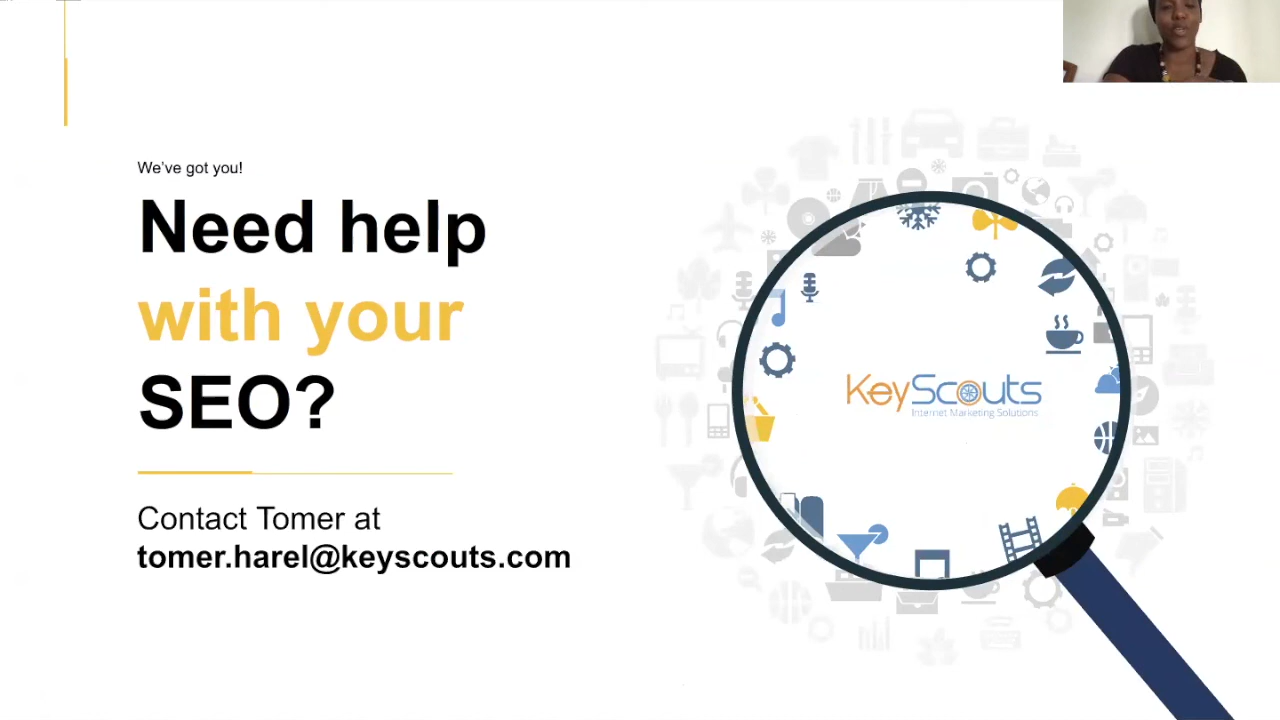 We've got you!
Need help
with your
SEO?
Contact Tomer at
tomer.harel@keyscouts.com
KeyScouts
Internet Marketing Solutions